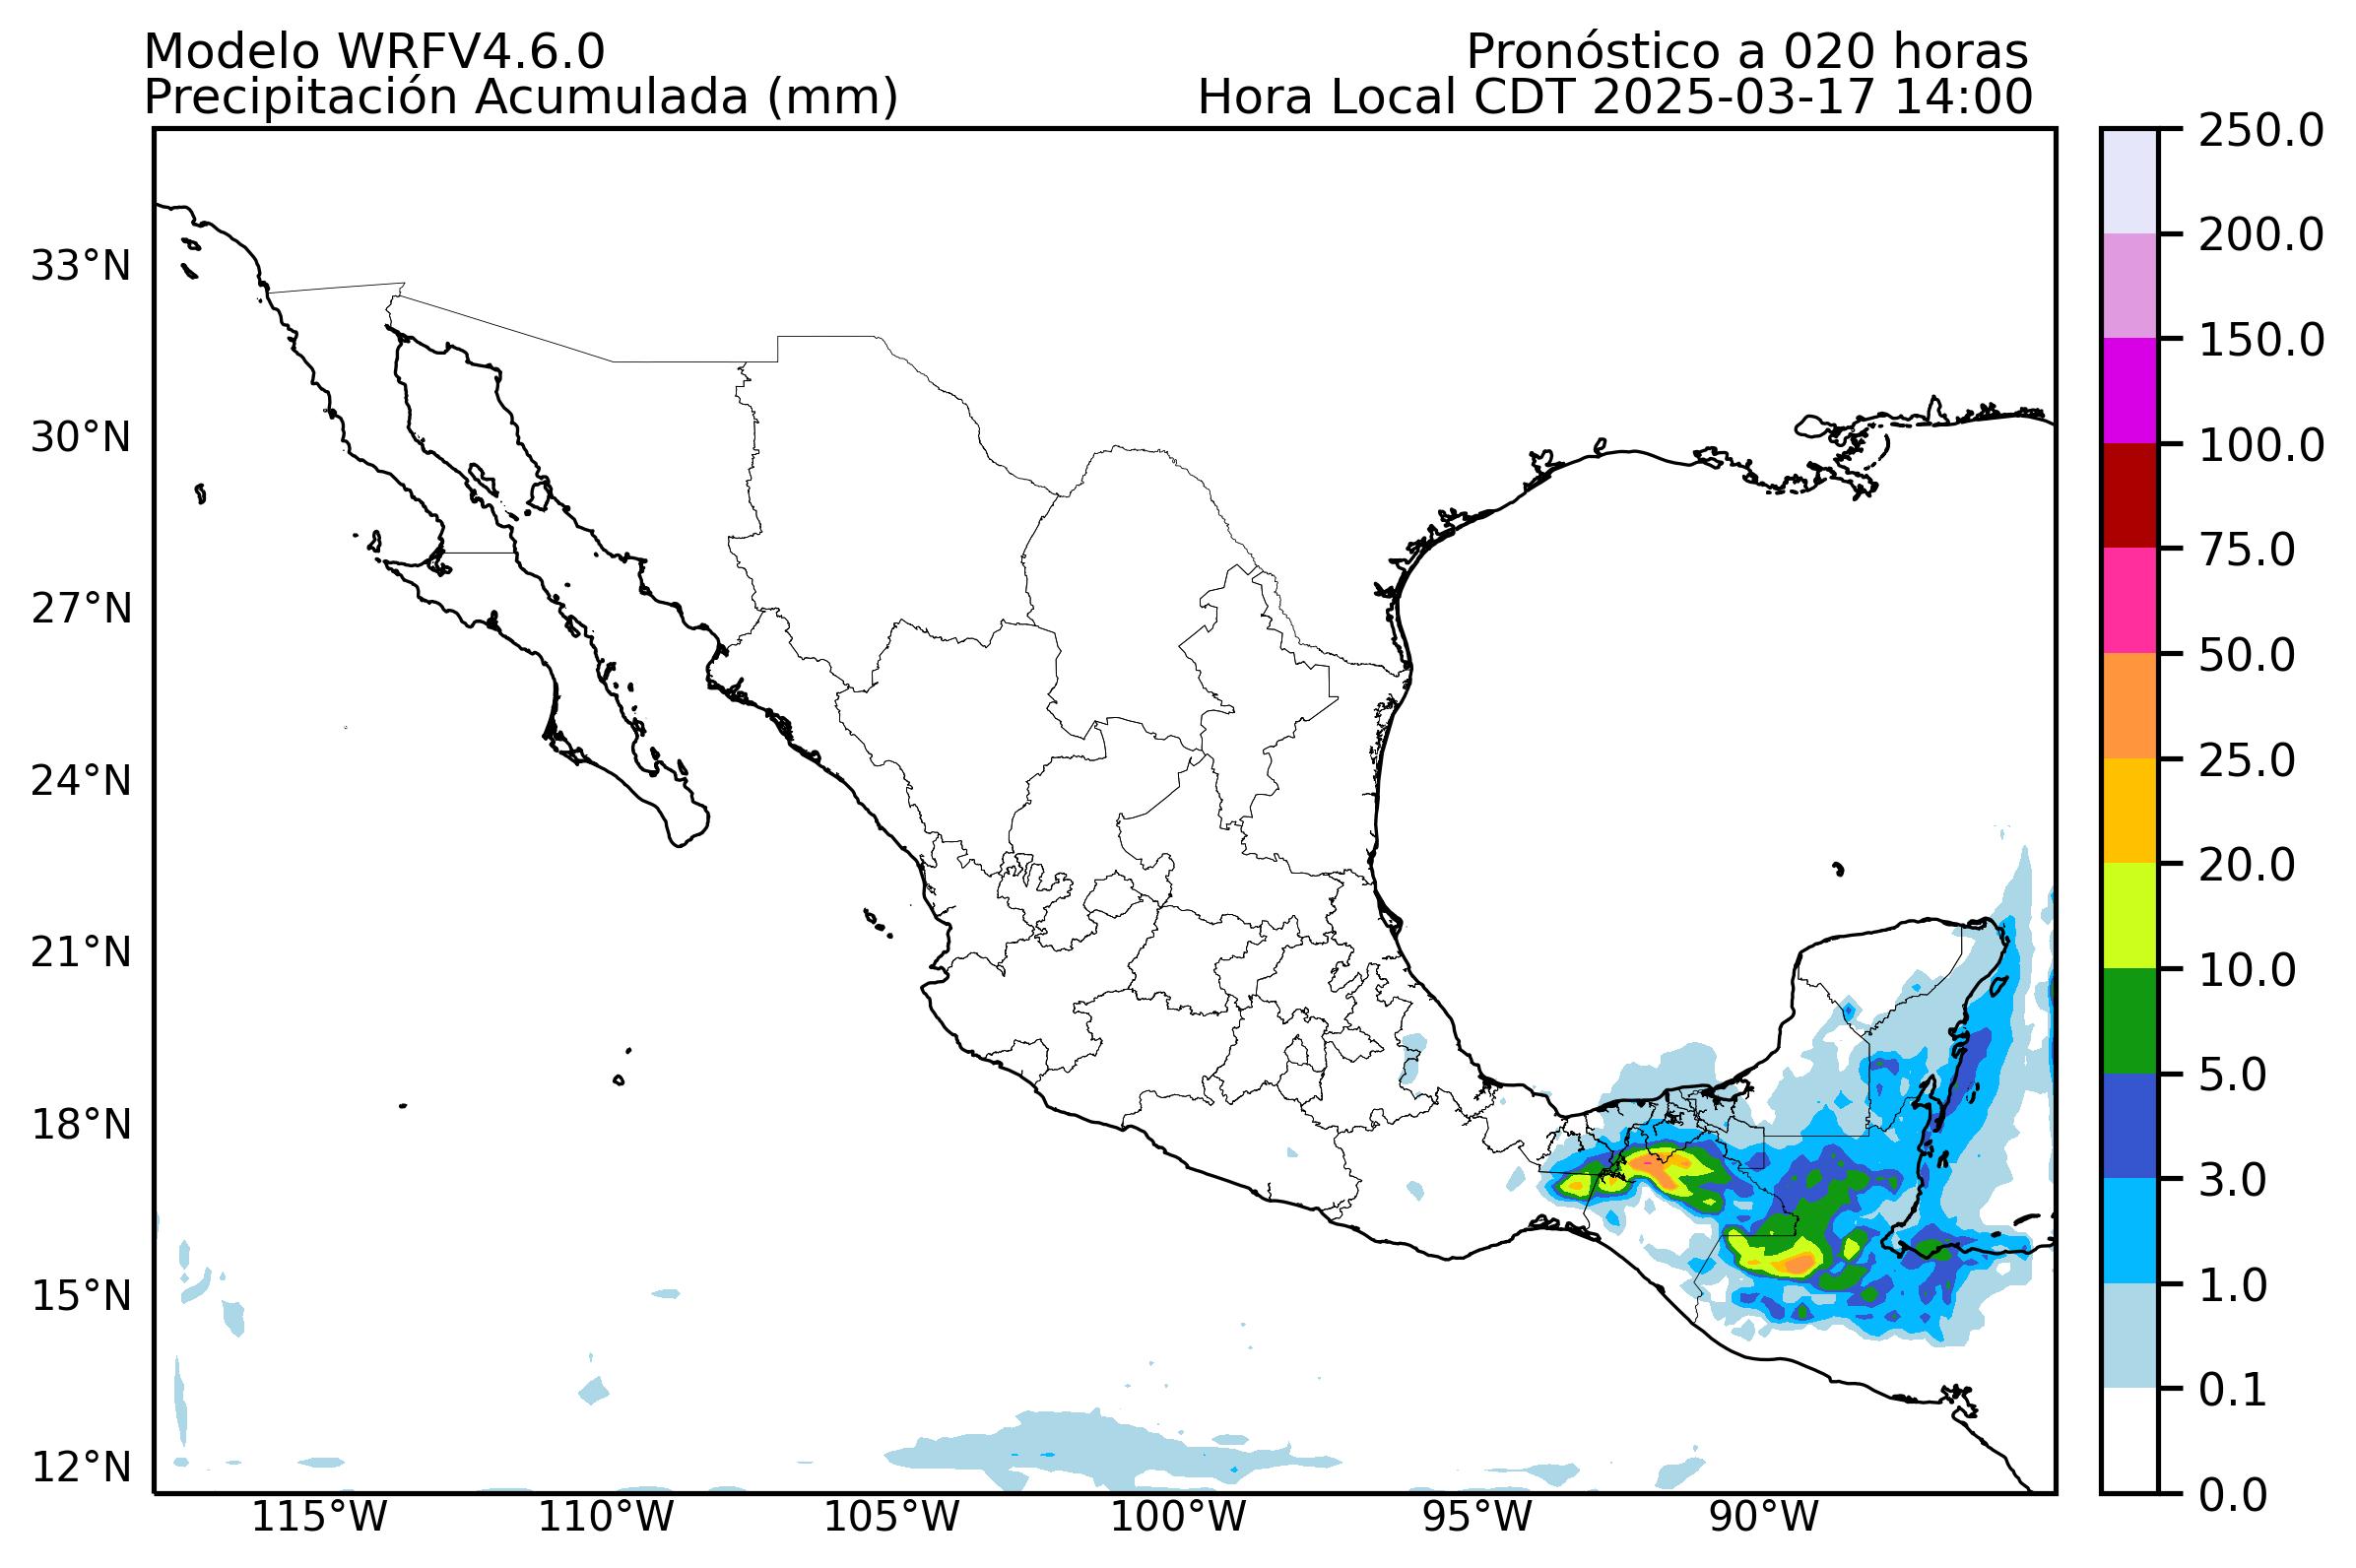 Modelo WRFV4.6.0
Pronóstico a 020 horas
Precipitación Acumulada (mm)
Hora Local CDT 2025-03-17 14:00
33°N
30°N
27°N
24°N
21°N
18°N
15°N
12°N
115°W
110°W
105°W
100°W
95°W
90°W
250.0
200.0
150.0
100.0
75.0
50.0
25.0
20.0
10.0
5.0
3.0
1.0
0.1
0.0